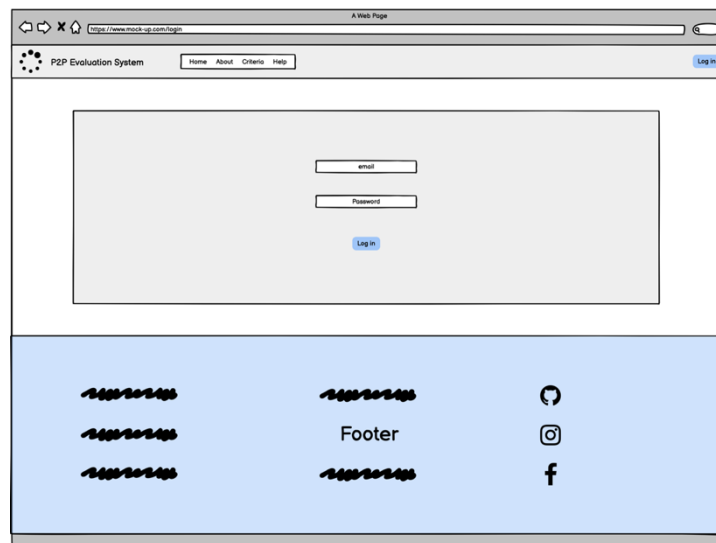 A Web Page
https://www.mock-up.com/login
P2P Evaluation System
Home About Criteria Help
Log in
email
Password
Log in
Footer